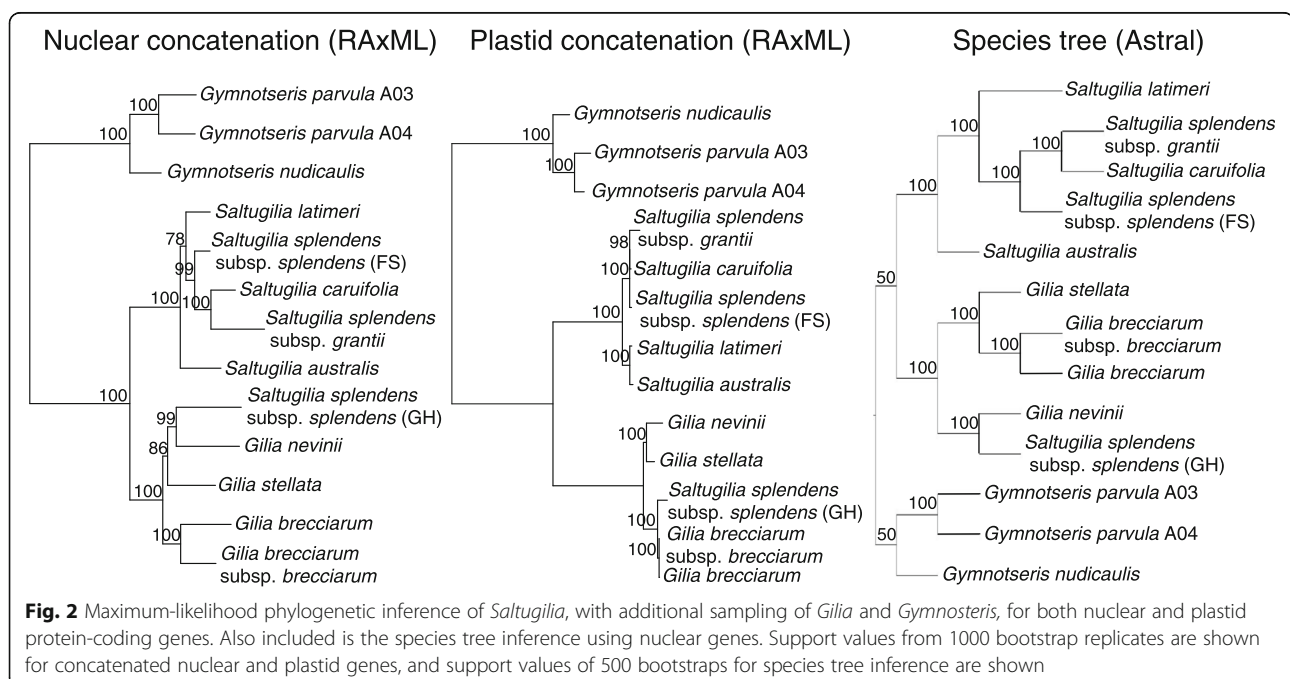 Nuclear concatenation (RAxML)
100
100
Gymnotseris parvula A03
Gymnotseris parvula A04
Gymnotseris nudicaulis
100
100
78
99
100
Saltugilia latimeri
Saltugilia splendens
subsp. splendens (FS)
Saltugilia caruifolia
Saltugilia splendens
subsp. grantii
Saltugilia australis
100
86
99
100
Saltugilia splendens
subsp. splendens (GH)
Gilia nevinii
Gilia stellata
Gilia brecciarum
Gilia brecciarum
subsp. brecciarum
Plastid concatenation (RAxML)
100
100
Gymnotseris nudicaulis
Gymnotseris parvula A03
Gymnotseris parvula A04
100
98
100
100
Saltugilia splendens
subsp. grantii
Saltugilia caruifolia
Saltugilia splendens
subsp. splendens (FS)
Saltugilia latimeri
Saltugilia australis
100
100
100
Gilia nevinii
Gilia stellata
Saltugilia splendens
subsp. splendens (GH)
Gilia brecciarum
subsp. brecciarum
Gilia brecciarum
Species tree (Astral)
50
100
100
100
100
Saltugilia latimeri
Saltugilia splendens
subsp. grantii
Saltugilia caruifolia
Saltugilia splendens
subsp. splendens (FS)
Saltugilia australis
100
100
100
100
Gilia stellata
Gilia brecciarum
subsp. brecciarum
Gilia brecciarum
Gilia nevinii
Saltugilia splendens
subsp. splendens (GH)
50
100
Gymnotseris parvula A03
Gymnotseris parvula A04
Gymnotseris nudicaulis
Fig. 2 Maximum-likelihood phylogenetic inference of Saltugilia, with additional sampling of Gilia and Gymnosteris, for both nuclear and plastid
protein-coding genes. Also included is the species tree inference using nuclear genes. Support values from 1000 bootstrap replicates are shown
for concatenated nuclear and plastid genes, and support values of 500 bootstraps for species tree inference are shown